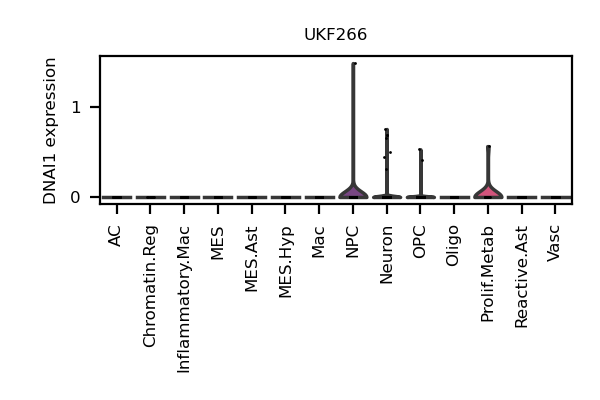 UKF266
DNAI1 expression
1
0
AC
Chromatin.Reg
Inflammatory.Mac
MES
MES.Ast
MES.Hyp
Mac
NPC
Neuron
OPC
Oligo
Prolif.Metab
Reactive.Ast
Vasc